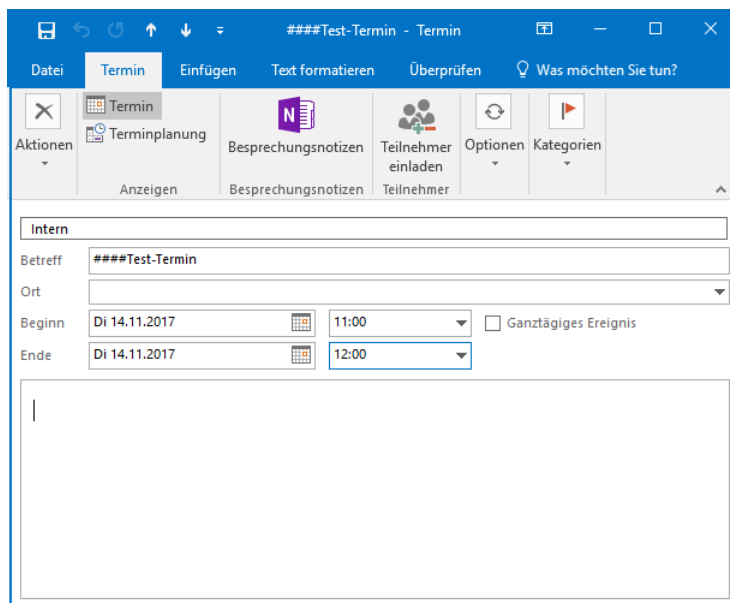 ####Test-Termin - Termin
Datei Termin Einfügen Text formatieren Überprüfen Was möchten Sie tun?
Termin
Terminplanung
Aktionen Besprechungsnotizen Teilnehmer einladen Optionen Kategorien
Anzeigen Besprechungsnotizen Teilnehmer
Intern
Betreff ####Test-Termin
Ort
Beginn Di 14.11.2017 11:00 Ganztägiges Ereignis
Ende Di 14.11.2017 12:00